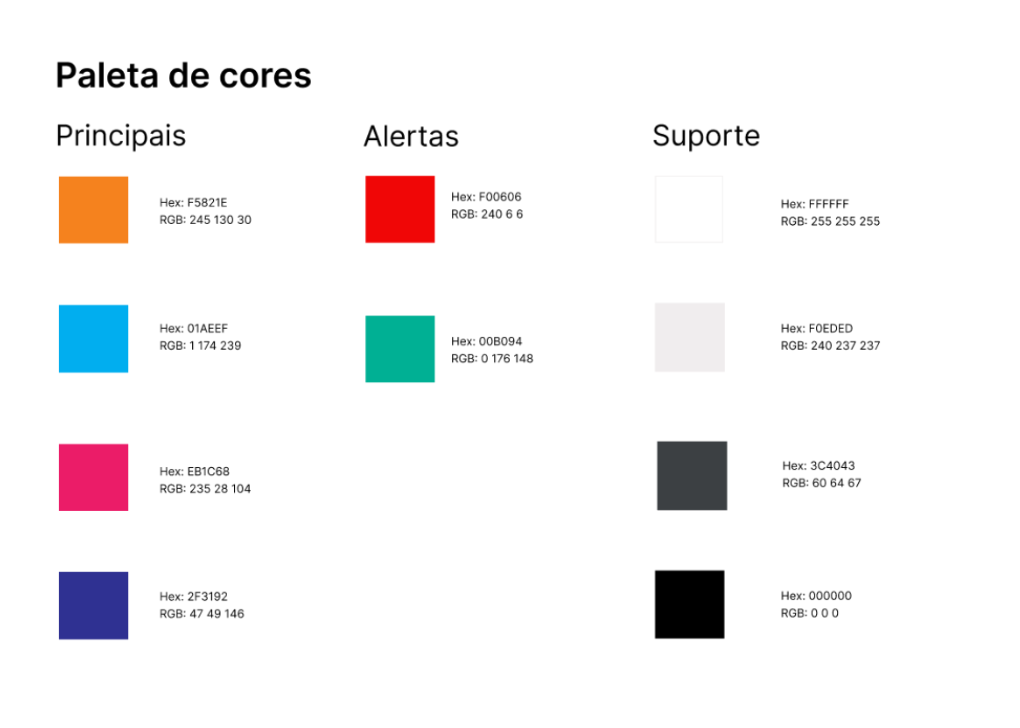 Paleta de cores
Principais
Hex: F5821E
RGB: 245 130 30
Hex: 01AEEF
RGB: 1 174 239
Hex: EB1C68
RGB: 235 28 104
Hex: 2F3192
RGB: 47 49 146
Alertas
Hex: F00606
RGB: 240 6 6
Hex: 00B094
RGB: 0 176 148
Suporte
Hex: FFFFFF
RGB: 255 255 255
Hex: F0EDED
RGB: 240 237 237
Hex: 3C4043
RGB: 60 64 67
Hex: 000000
RGB: 0 0 0